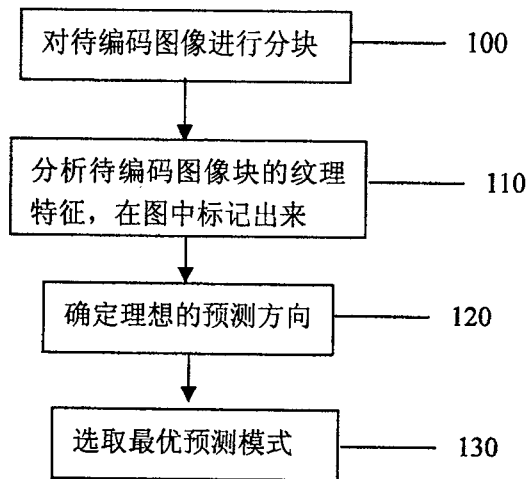 对待编码图像进行分块
100
分析待编码图像块的纹理
特征，在图中标记出来
110
确定理想的预测方向
120
选取最优预测模式
130